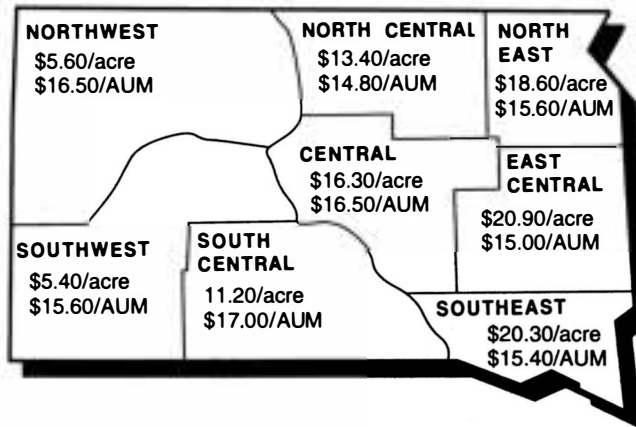 NORTHWEST
$5.60/acre
$16.50/AUM
NORTH CENTRAL
$13.40/acre
$14.80/AUM
NORTH
EAST
$18.60/acre
$15.60/AUM
CENTRAL
$16.30/acre
$16.50/AUM
EAST
CENTRAL
$20.90/acre
$15.00/AUM
SOUTHWEST
$5.40/acre
$15.60/AUM
SOUTH
CENTRAL
11.20/acre
$17.00/AUM
SOUTHEAST
$20.30/acre
$15.40/AUM